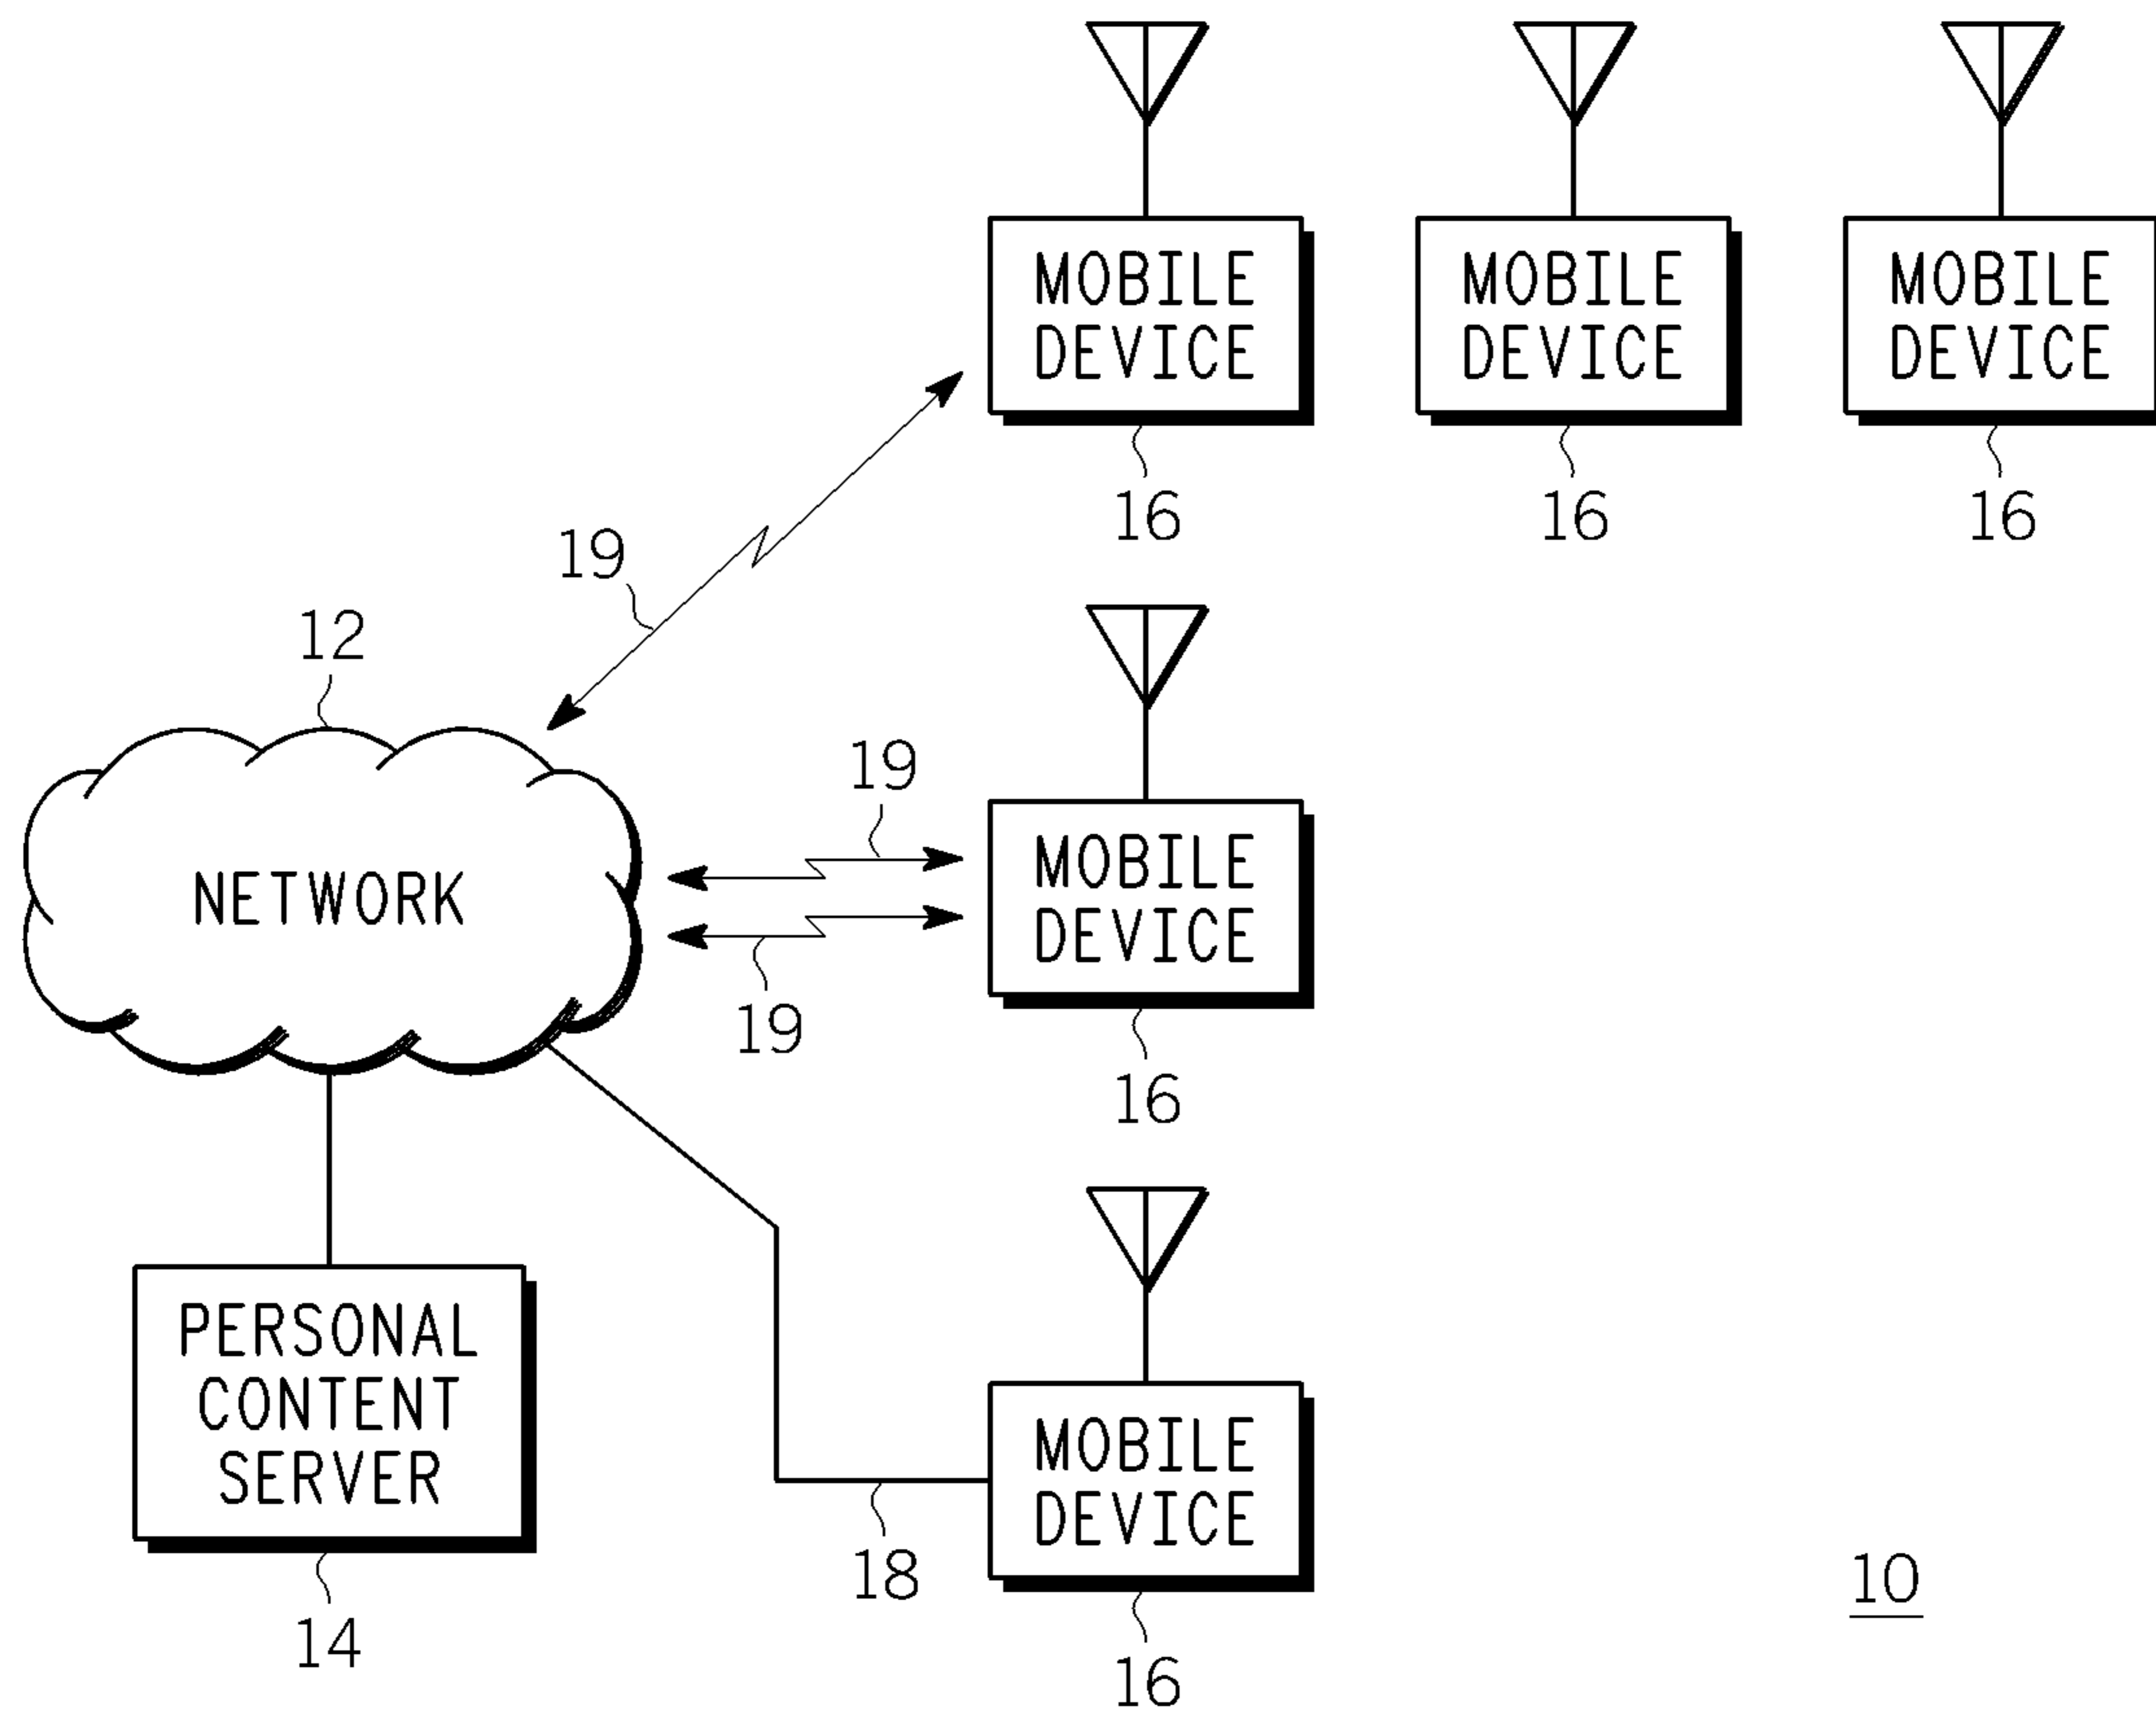 MOBILE
DEVICE
16
MOBILE
DEVICE
16
MOBILE
DEVICE
16
19
12
NETWORK
19
19
MOBILE
DEVICE
16
PERSONAL
CONTENT
SERVER
14
18
MOBILE
DEVICE
16
10